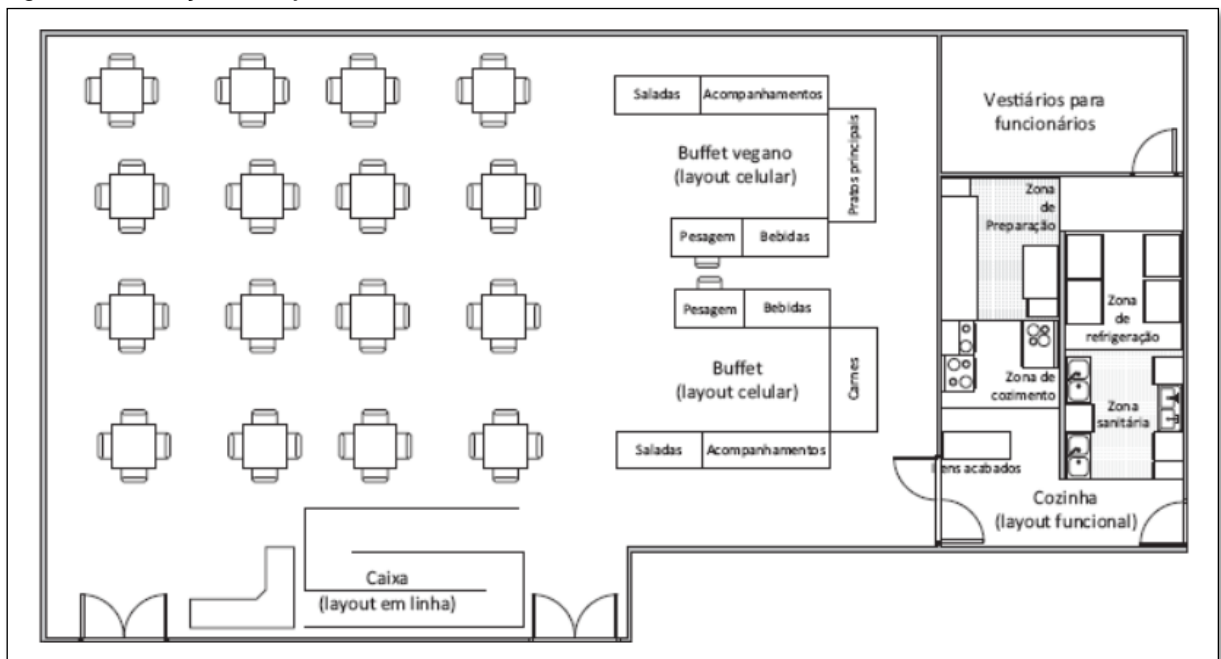 Saladas
Acompanhamentos
Buffet vegano
(layout celular)
Pratos principais
Pesagem
Bebidas
Pesagem
Bebidas
Buffet
(layout celular)
Carnes
Saladas
Acompanhamentos
Caixa
(layout em linha)
Vestiários para
funcionários
Zona
de
Preparação
Zona
de
refrigeração
Zona de
cozimento
Zona
sanitária
acabados
Cozinha
(layout funcional)